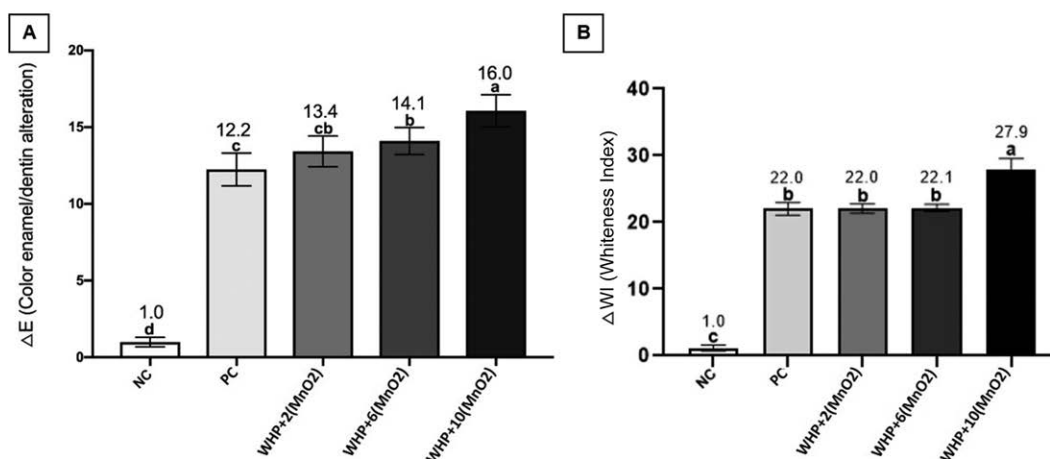 A
△E (Color enamel/dentin alteration)
20
15
10
5
0
1.0
d
12.2
c
13.4
cb
14.1
b
16.0
a
NC
PC
WHP+2(MnO2)
WHP+6(MnO2)
WHP+10(MnO2)
B
△WI (Whiteness Index)
40
30
20
10
0
1.0
c
22.0
b
22.0
b
22.1
b
27.9
a
NC
PC
WHP+2(MnO2)
WHP+6(MnO2)
WHP+10(MnO2)